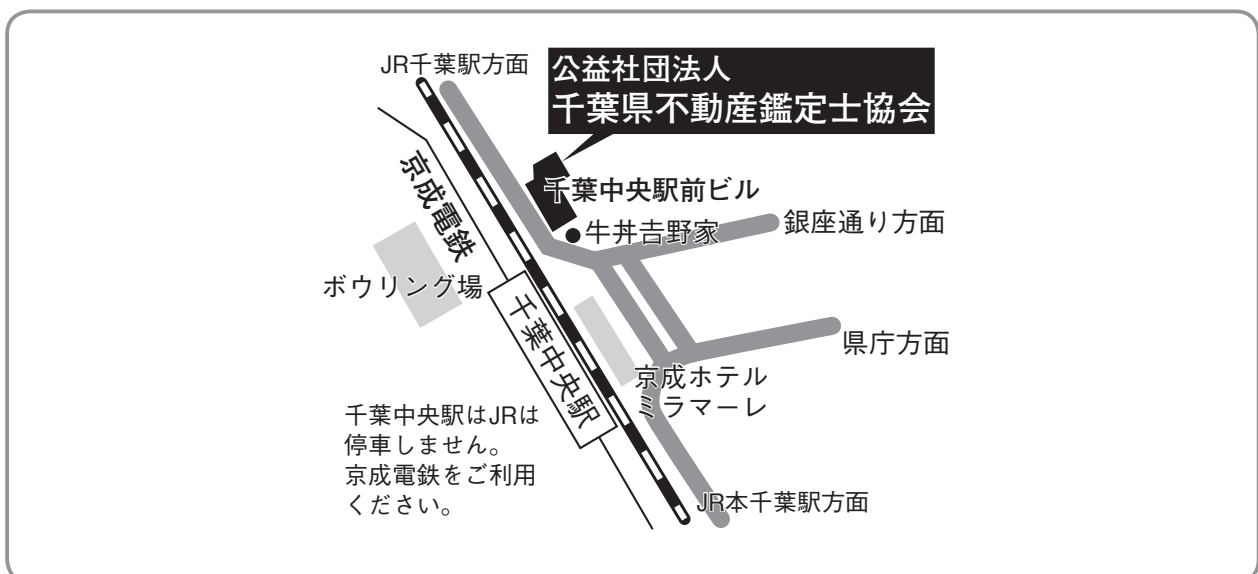 JR千葉駅方面
公益社団法人
千葉県不動産鑑定士協会
京成電鉄
千葉中央駅前ビル
牛丼𠮷野家
銀座通り方面
ボウリング場
千葉中央駅
県庁方面
京成ホテル
ミラマーレ
千葉中央駅はJRは
停車しません。
京成電鉄をご利用
ください。
JR本千葉駅方面